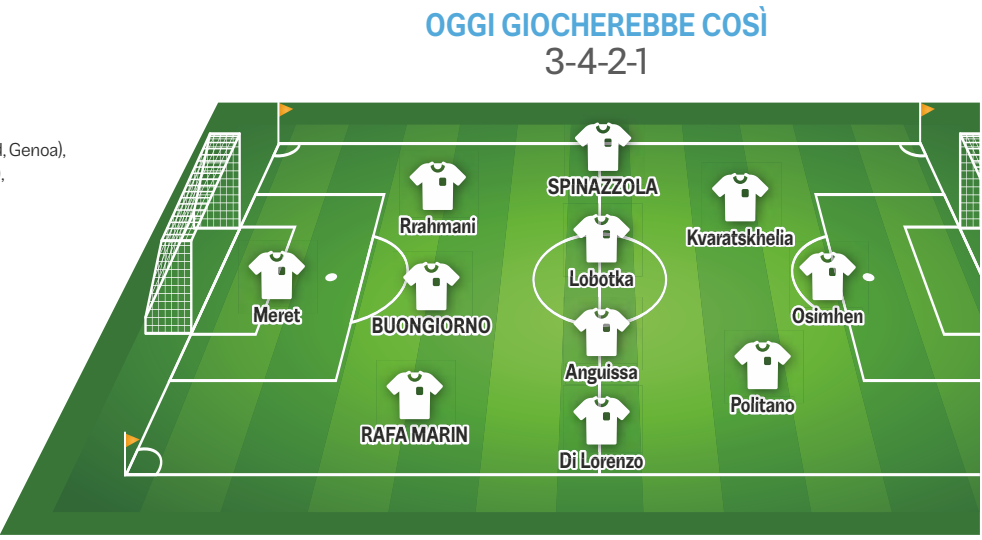 OGGI GIOCHEREBBE COSÌ
3-4-2-1
, Genoa),
SPINAZZOLA
Rrahmani
Kvaratskhelia
Lobotka
Meret
BUONGIORNO
Osimhen
Anguissa
Politano
RAFA MARIN
Di Lorenzo